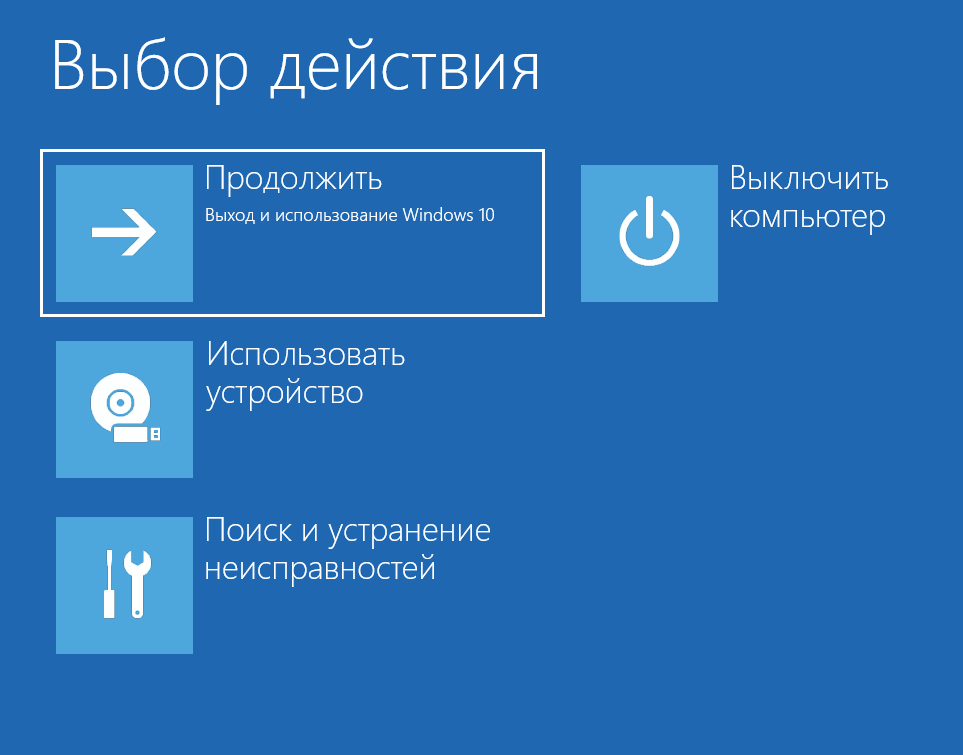 Выбор действия
Продолжить
Выход и использование Windows 10
Выключить
компьютер
Использовать
устройство
Поиск и устранение
неисправностей